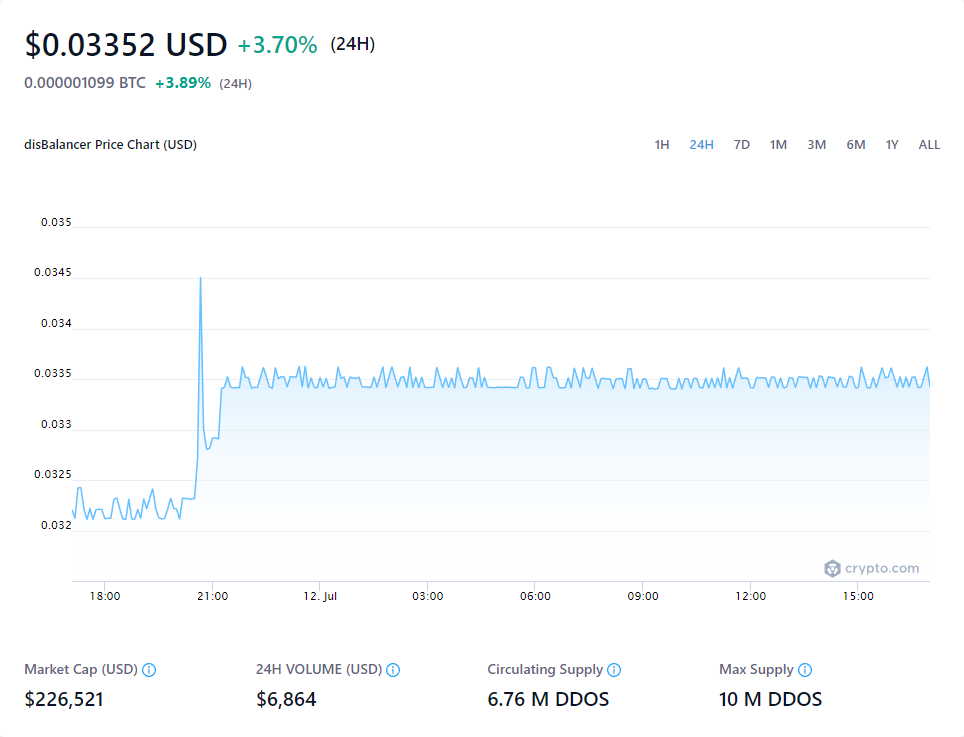 $0.03352 USD +3.70% (24H)
0.000001099 BTC +3.89% (24H)
disBalancer Price Chart (USD) 1H 24H 7D 1M 3M 6M 1Y ALL
0.035
0.0345
0.034
0.0335
0.033
0.0325
0.032
crypto.com
18:00 21:00 12. Jul 03:00 06:00 09:00 12:00 15:00
Market Cap (USD) 24H VOLUME (USD) Circulating Supply Max Supply
$226,521 $6,864 6.76 M DDOS 10 M DDOS